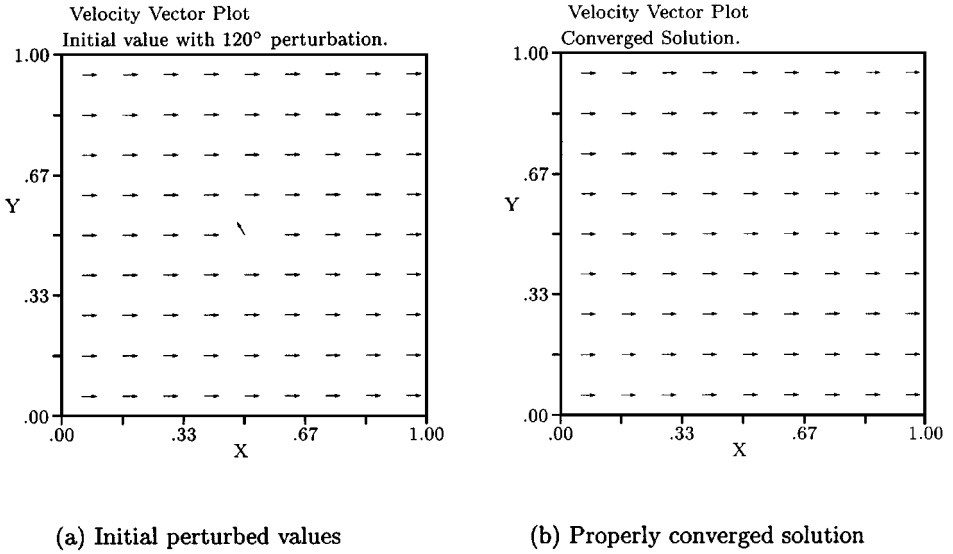 Velocity Vector Plot
Initial value with 120° perturbation.
1.00
.67
Y
.33
.00
.00 .33 .67 1.00
X
(a) Initial perturbed values
Velocity Vector Plot
Converged Solution.
1.00
.67
Y
.33
.00
.00 .33 .67 1.00
X
(b) Properly converged solution